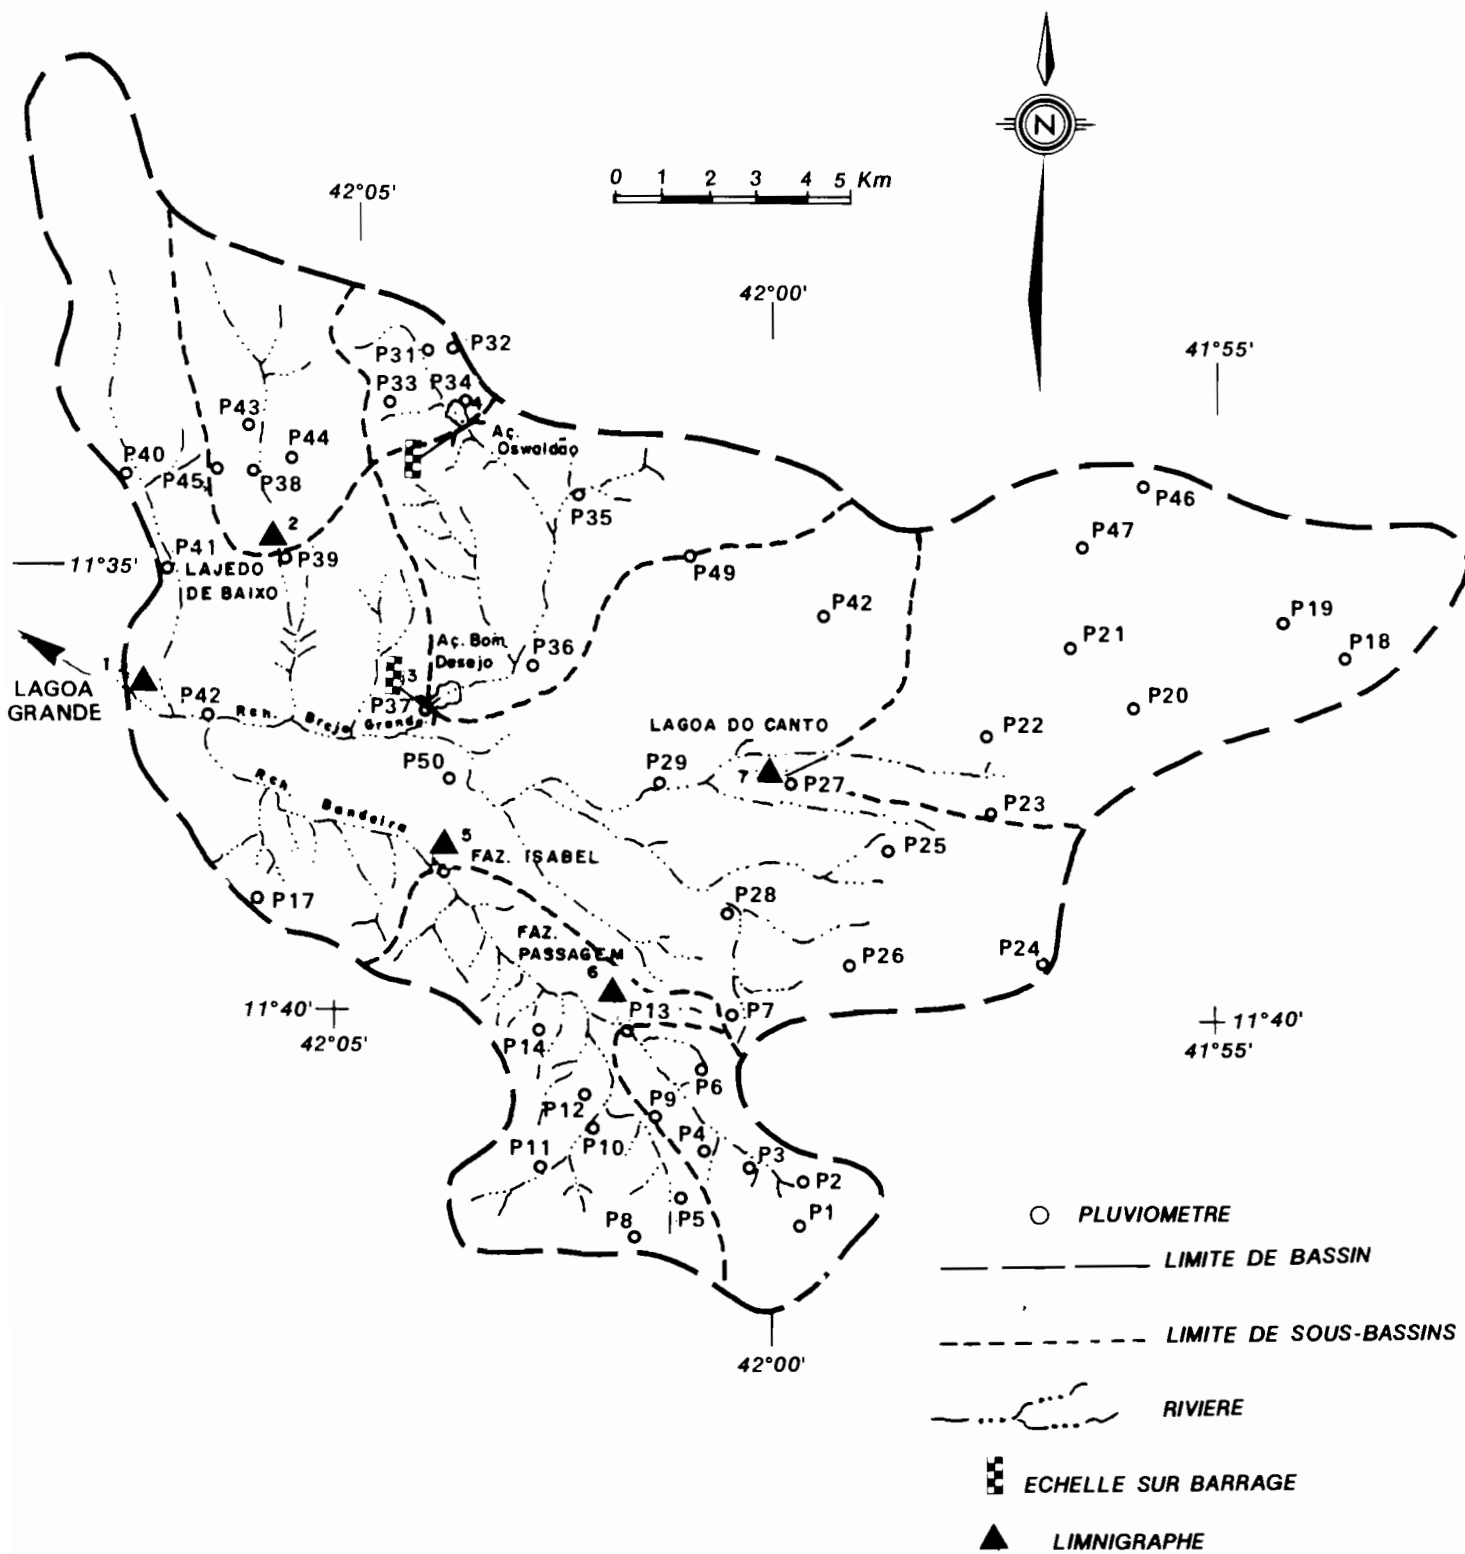 N
0 1 2 3 4 5 Km
42°05'
42°00'
41°55'
P31
P32
P33
P34
4
P43
P44
P40
P45
P38
Aç.
Oswaldão
P35
P46
P47
2
P41
P39
11°35'
LAJEDO
DE BAIXO
P49
P42
P19
P21
P18
Aç. Bom
Desejo
P36
1
3
LAGOA
GRANDE
P42
P37
Rch. Brejo Grande
LAGOA DO CANTO
P20
P22
P50
P29
7
P27
Rch. Bandeira
P23
5
FAZ. ISABEL
P25
P17
P28
FAZ.
PASSAGEM
6
P26
P24
11°40'
42°05'
P13
P7
P14
11°40'
41°55'
P6
P12
P9
P11
P10
P4
P3
P2
P8
P5
P1
42°00'
PLUVIOMETRE
LIMITE DE BASSIN
LIMITE DE SOUS-BASSINS
RIVIERE
ECHELLE SUR BARRAGE
LIMNIGRAPHE